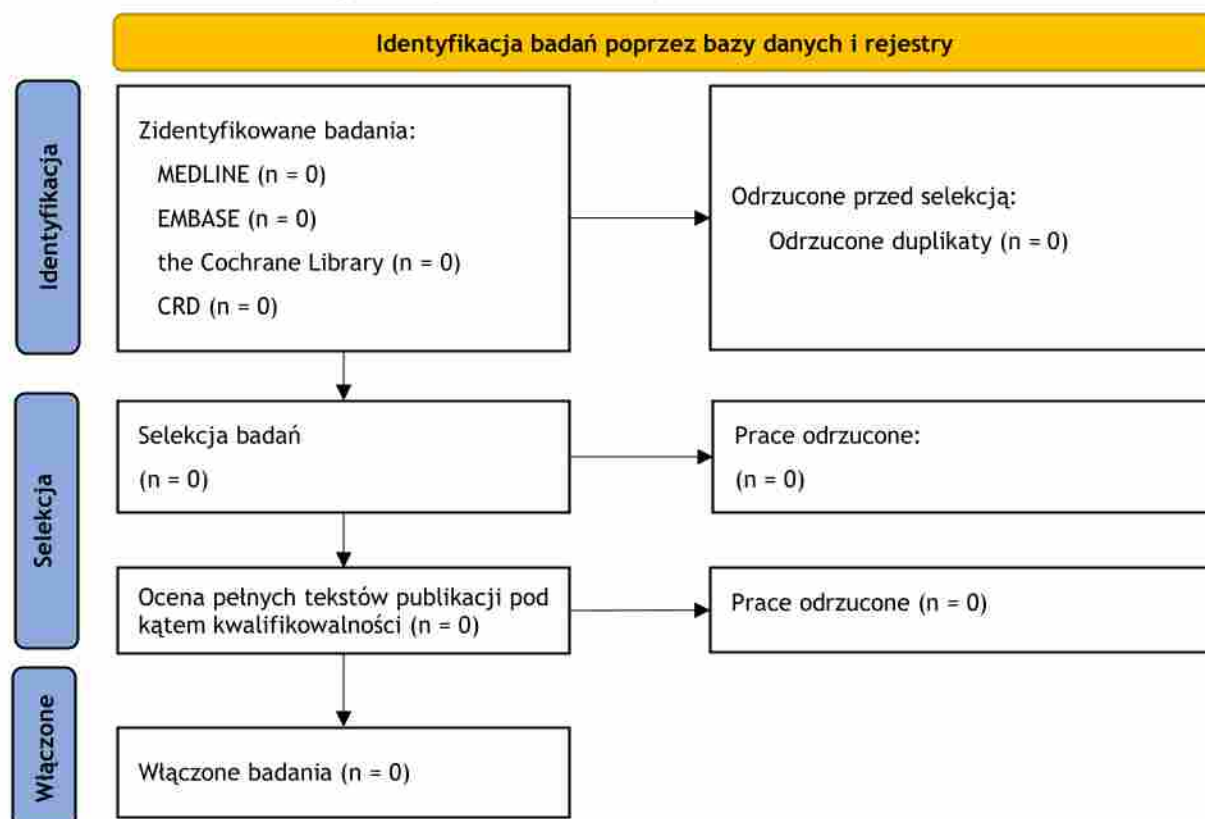 Identyfikacja badań poprzez bazy danych i rejestry
Identyfikacja
Zidentyfikowane badania:
MEDLINE (n = 0)
EMBASE (n = 0)
the Cochrane Library (n = 0)
CRD (n = 0)
Odrzucone przed selekcją:
Odrzucone duplikaty (n = 0)
Selekcja
Selekcja badań
(n = 0)
Prace odrzucone:
(n = 0)
Ocena pełnych tekstów publikacji pod
kątem kwalifikowalności (n = 0)
Prace odrzucone (n = 0)
Włączone
Włączone badania (n = 0)